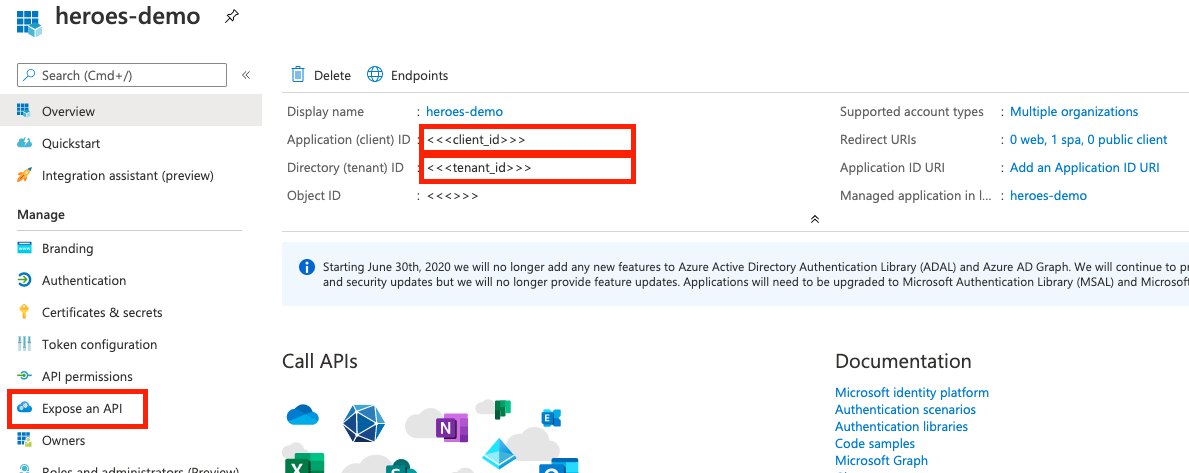 heroes-demo
Search (Cmd+/)
«
Overview
Quickstart
Integration assistant (preview)
Manage
Branding
Authentication
Certificates & secrets
Token configuration
API permissions
Expose an API
Owners
Roles and administrators (Preview)
Delete
Endpoints
Display name : heroes-demo
Application (client) ID : <<<client_id>>>
Directory (tenant) ID : <<<tenant_id>>>
Object ID : <<<>>>
Supported account types : Multiple organizations
Redirect URIs : 0 web, 1 spa, 0 public client
Application ID URI : Add an Application ID URI
Managed application in l... : heroes-demo
Starting June 30th, 2020 we will no longer add any new features to Azure Active Directory Authentication Library (ADAL) and Azure AD Graph. We will continue to pr
and security updates but we will no longer provide feature updates. Applications will need to be upgraded to Microsoft Authentication Library (MSAL) and Microsof
Call APIs
Documentation
Microsoft identity platform
Authentication scenarios
Authentication libraries
Code samples
Microsoft Graph